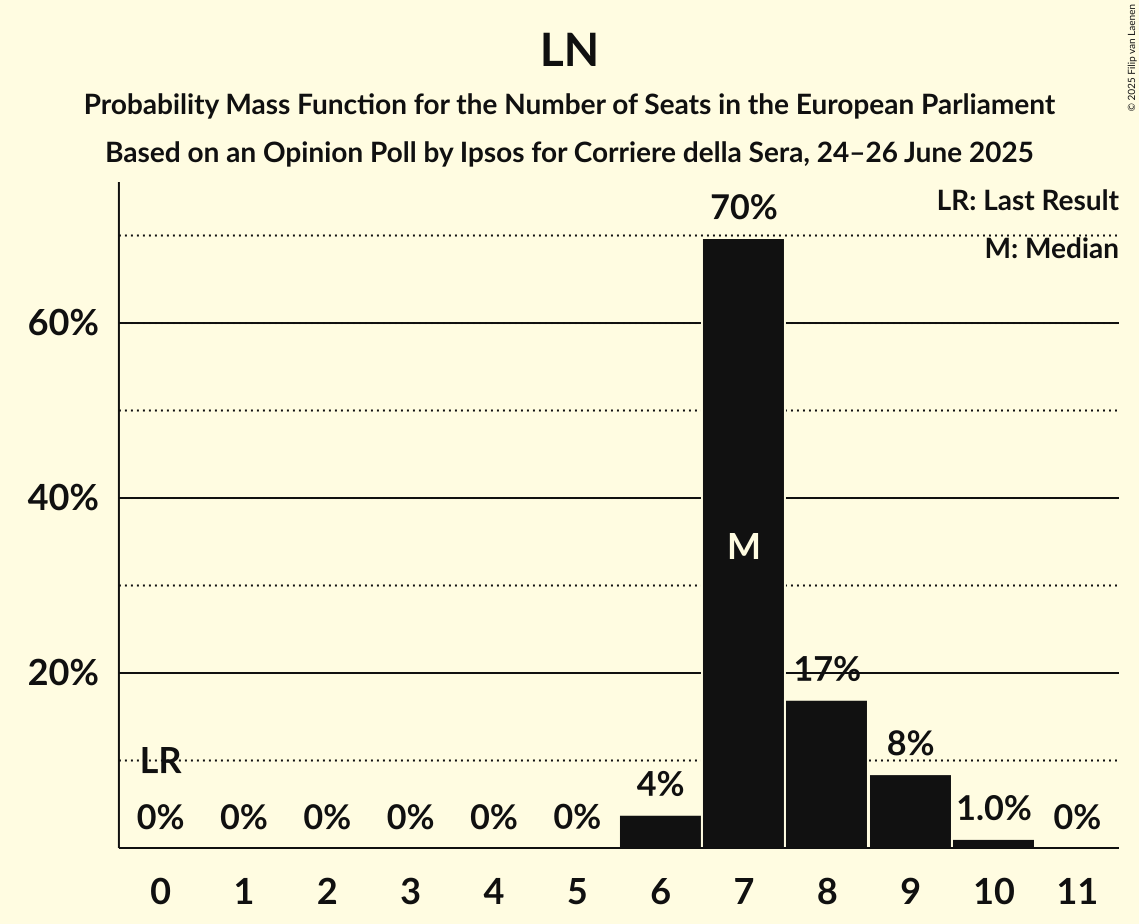 LN
Probability Mass Function for the Number of Seats in the European Parliament
Based on an Opinion Poll by Ipsos for Corriere della Sera, 24–26 June 2025
© 2025 Filip van Laenen
LR: Last Result
M: Median
70%
60%
40%
20%
M
17%
8%
4%
1.0%
LR
0% 0% 0% 0% 0% 0% 0%
0 1 2 3 4 5 6 7 8 9 10 11